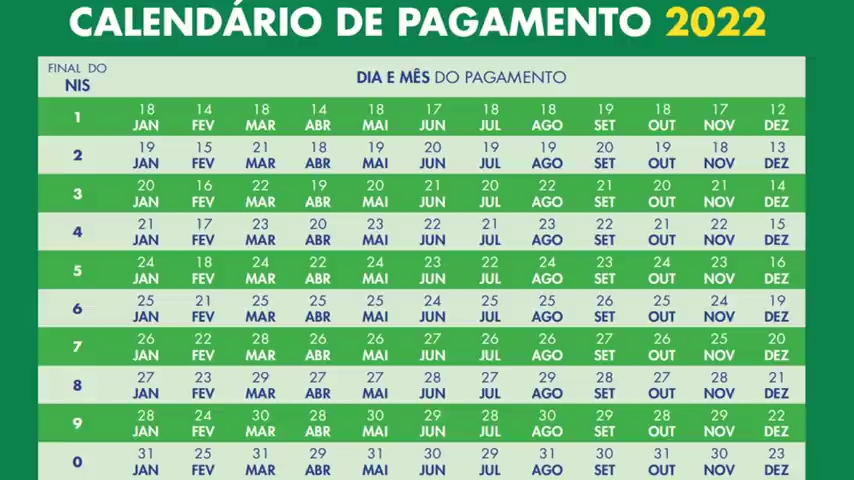 CALENDÁRIO DE PAGAMENTO 2022
FINAL DO NIS DIA E MÊS DO PAGAMENTO
1 18 JAN 14 FEV 18 MAR 14 ABR 18 MAI 17 JUN 18 JUL 18 AGO 19 SET 18 OUT 17 NOV 12 DEZ
2 19 JAN 15 FEV 21 MAR 18 ABR 19 MAI 20 JUN 19 JUL 19 AGO 20 SET 19 OUT 18 NOV 13 DEZ
3 20 JAN 16 FEV 22 MAR 19 ABR 20 MAI 21 JUN 20 JUL 22 AGO 21 SET 20 OUT 21 NOV 14 DEZ
4 21 JAN 17 FEV 23 MAR 20 ABR 23 MAI 22 JUN 21 JUL 23 AGO 22 SET 21 OUT 22 NOV 15 DEZ
5 24 JAN 18 FEV 24 MAR 22 ABR 24 MAI 23 JUN 22 JUL 24 AGO 23 SET 24 OUT 23 NOV 16 DEZ
6 25 JAN 21 FEV 25 MAR 25 ABR 25 MAI 24 JUN 25 JUL 25 AGO 26 SET 25 OUT 24 NOV 19 DEZ
7 26 JAN 22 FEV 28 MAR 26 ABR 26 MAI 27 JUN 26 JUL 26 AGO 27 SET 26 OUT 25 NOV 20 DEZ
8 27 JAN 23 FEV 29 MAR 27 ABR 27 MAI 28 JUN 27 JUL 29 AGO 28 SET 27 OUT 28 NOV 21 DEZ
9 28 JAN 24 FEV 30 MAR 28 ABR 30 MAI 29 JUN 28 JUL 30 AGO 29 SET 28 OUT 29 NOV 22 DEZ
0 31 JAN 25 FEV 31 MAR 29 ABR 31 MAI 30 JUN 29 JUL 31 AGO 30 SET 31 OUT 30 NOV 23 DEZ